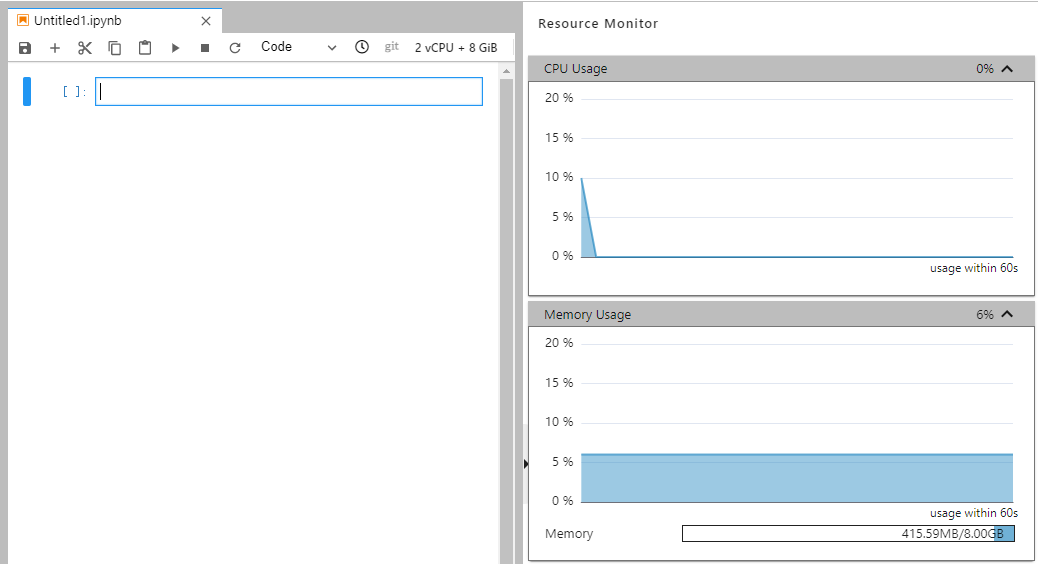 Untitled1.ipynb
Code git 2 vCPU + 8 GiB
[ ]:
Resource Monitor
CPU Usage 0%
20 %
15 %
10 %
5 %
0 %
usage within 60s
Memory Usage 6%
20 %
15 %
10 %
5 %
0 %
usage within 60s
Memory 415.59MB/8.00GB